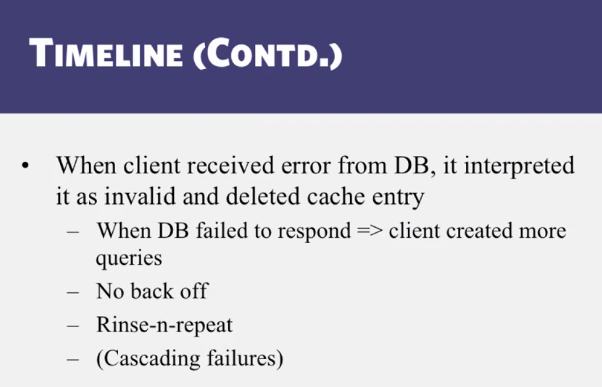 TIMELINE (CONTD.)
• When client received error from DB, it interpreted
it as invalid and deleted cache entry
– When DB failed to respond => client created more
queries
– No back off
– Rinse-n-repeat
– (Cascading failures)